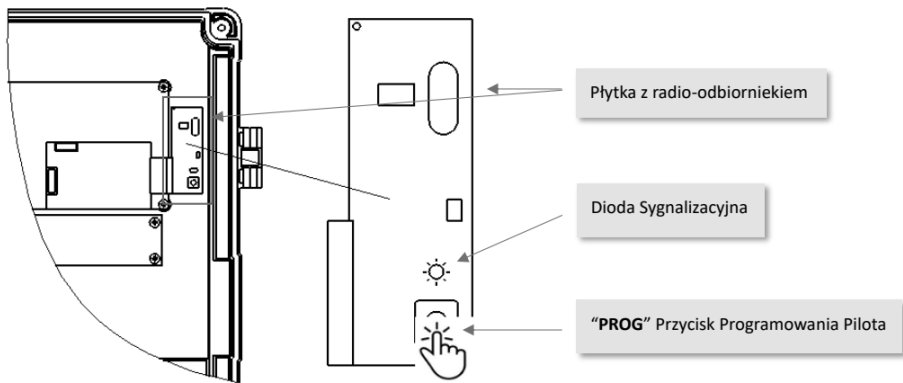 Płytka z radio-odbiorniekiem
Dioda Sygnalizacyjna
“PROG” Przycisk Programowania Pilota